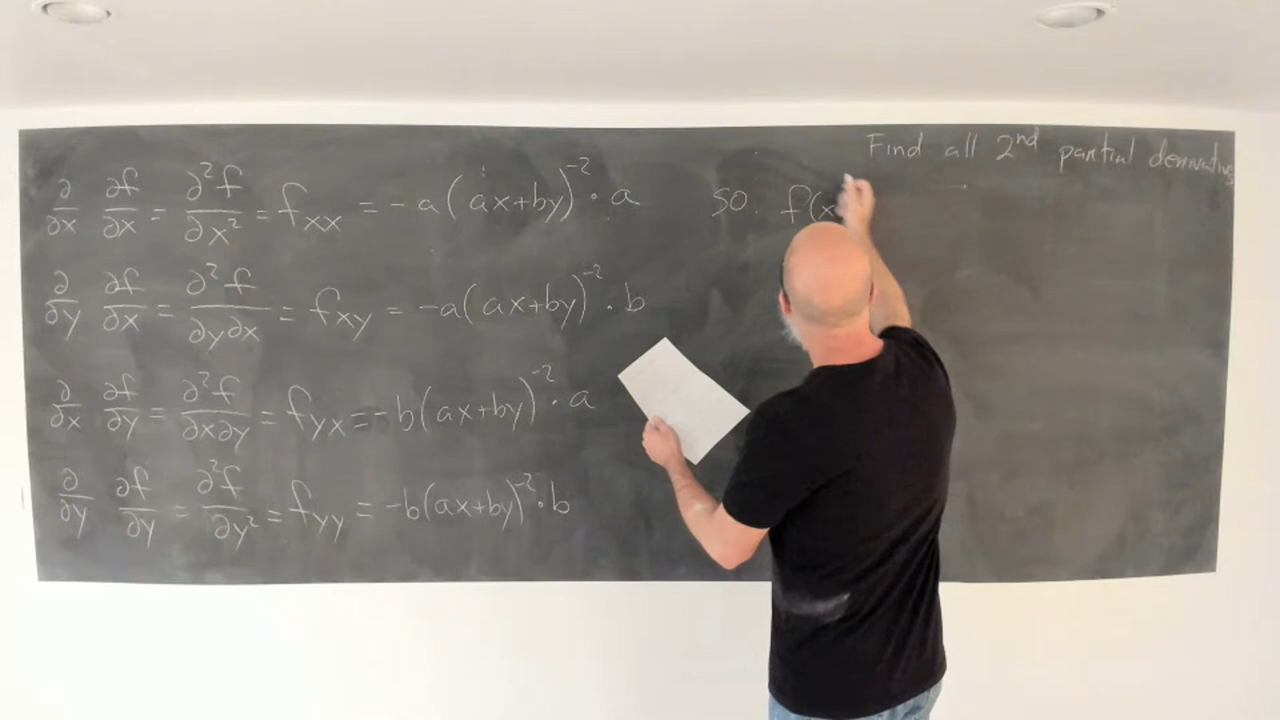 Find all 2nd partial derivatives
∂/∂x ∂f/∂x = ∂²f/∂x² = fxx = -a(ax+by)⁻² · a
so f(x
∂/∂y ∂f/∂x = ∂²f/∂y∂x = fxy = -a(ax+by)⁻² · b
∂/∂x ∂f/∂y = ∂²f/∂x∂y = fyx = -b(ax+by)⁻² · a
∂/∂y ∂f/∂y = ∂²f/∂y² = fyy = -b(ax+by)⁻² · b